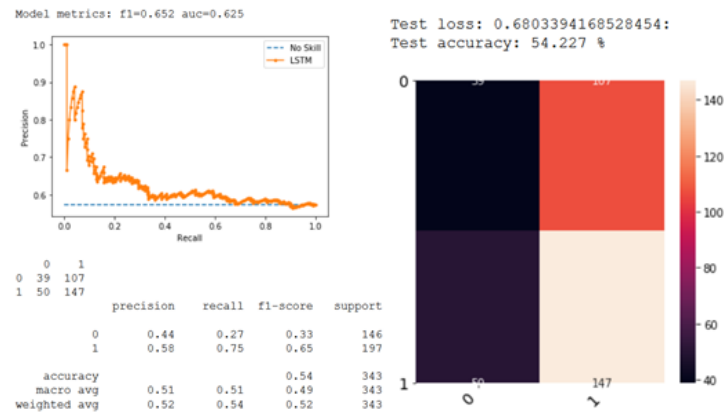 Model metrics: f1=0.652 auc=0.625
No Skill
LSTM
1.0
0.9
0.8
0.7
0.6
Precision
0.0 0.2 0.4 0.6 0.8 1.0
Recall
0 1
0 39 107
1 50 147
precision recall f1-score support
0 0.44 0.27 0.33 146
1 0.58 0.75 0.65 197
accuracy 0.54 343
macro avg 0.51 0.51 0.49 343
weighted avg 0.52 0.54 0.52 343
Test loss: 0.6803394168528454:
Test accuracy: 54.227 %
0
39 107
1
50 147
0 1
140
120
100
80
60
40